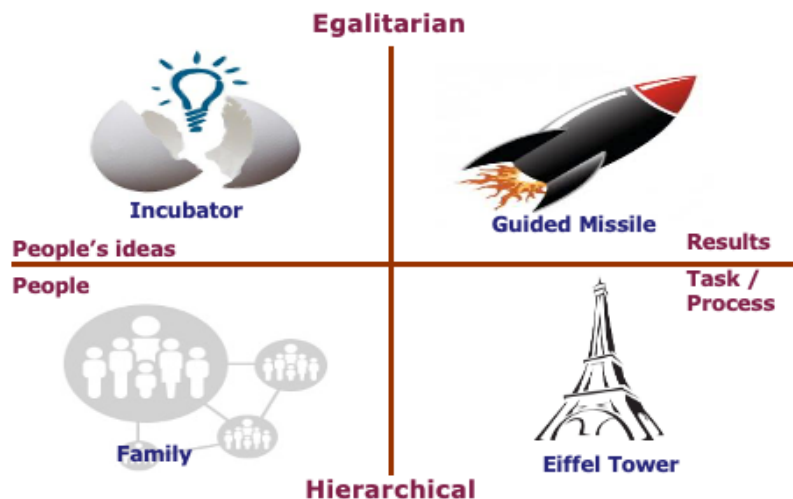 Egalitarian
Incubator
Guided Missile
People's ideas
Results
People
Task /
Process
Family
Eiffel Tower
Hierarchical